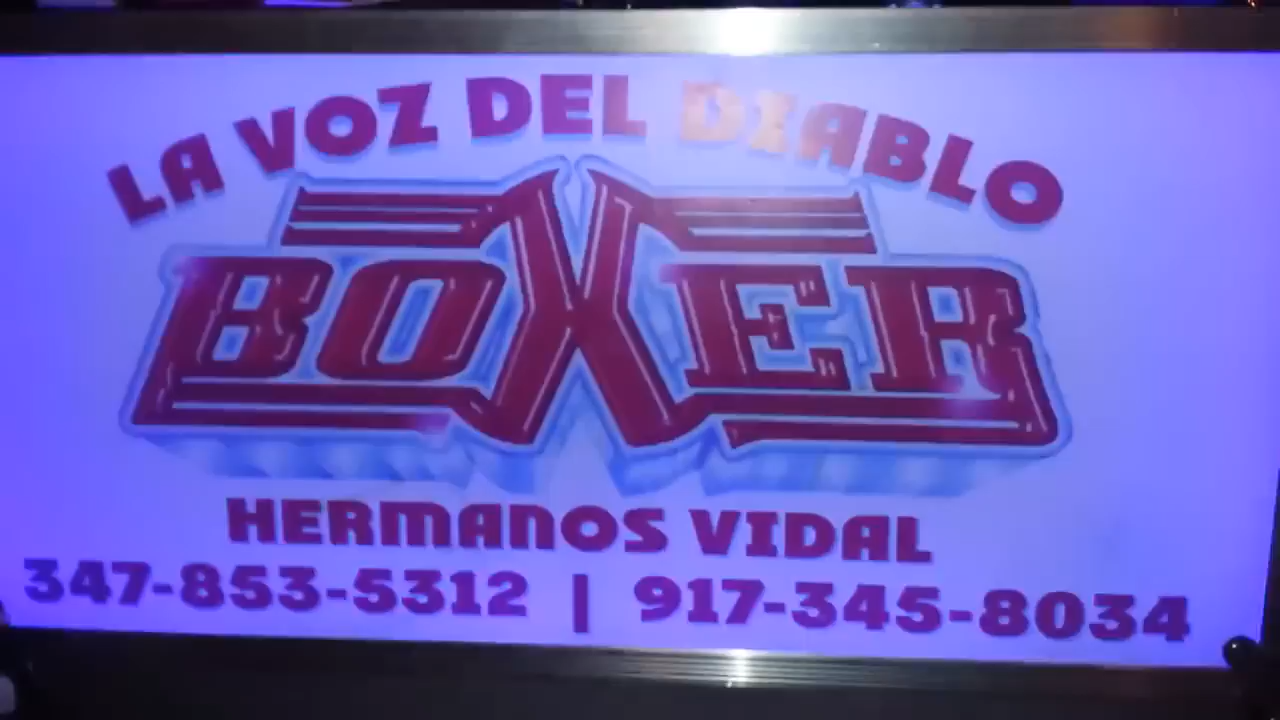 LA VOZ DEL DIABLO
BOXER
HERMANOS VIDAL
347-853-5312 | 917-345-8034